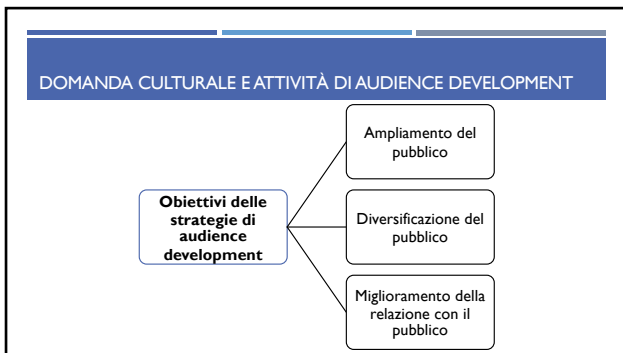 DOMANDA CULTURALE E ATTIVITÀ DI AUDIENCE DEVELOPMENT
Ampliamento del
pubblico
Obiettivi delle
strategie di
audience
development
Diversificazione del
pubblico
Miglioramento della
relazione con il
pubblico